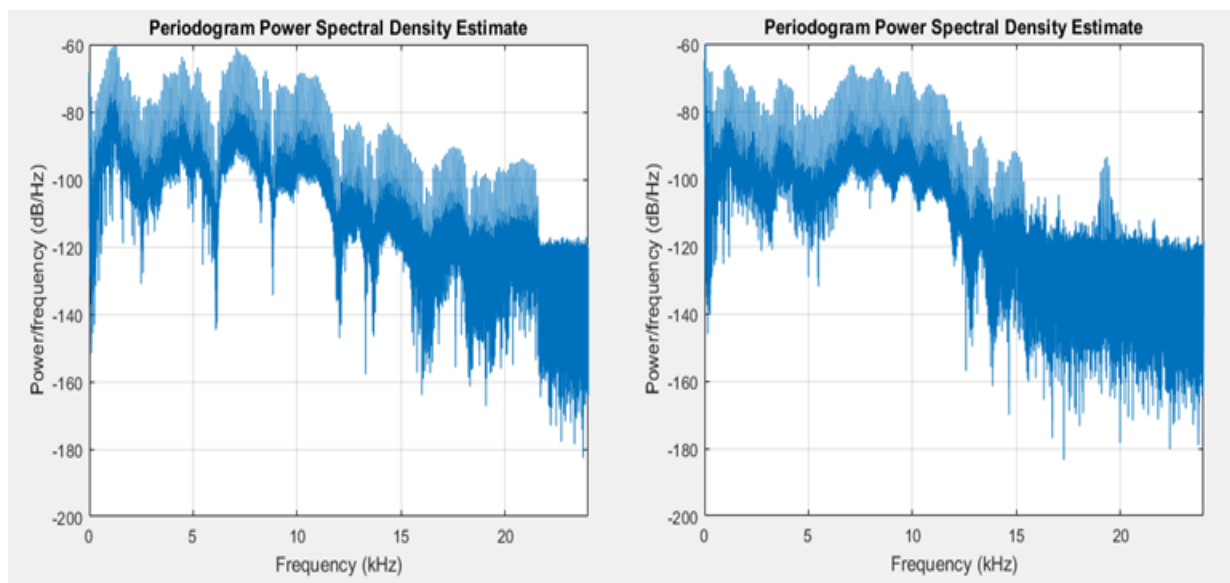 Periodogram Power Spectral Density Estimate
Power/frequency (dB/Hz)
-60
-80
-100
-120
-140
-160
-180
-200
0 5 10 15 20
Frequency (kHz)
Periodogram Power Spectral Density Estimate
Power/frequency (dB/Hz)
-60
-80
-100
-120
-140
-160
-180
-200
0 5 10 15 20
Frequency (kHz)